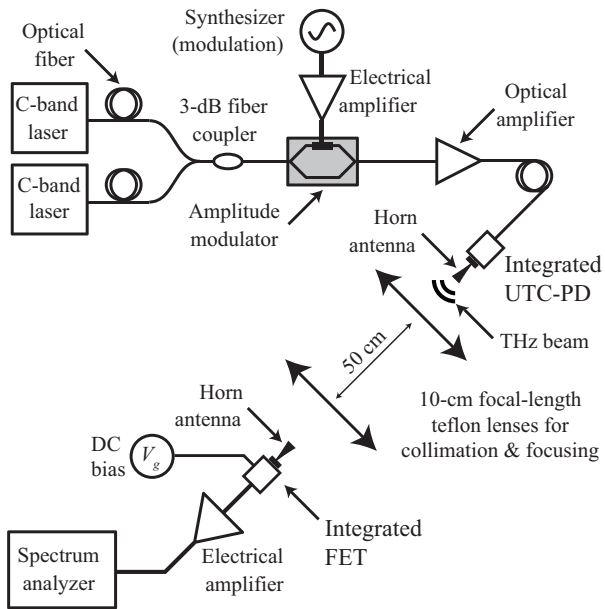 Synthesizer
(modulation)
Optical
fiber
C-band
laser
3-dB fiber
coupler
Electrical
amplifier
Optical
amplifier
C-band
laser
Amplitude
modulator
Horn
antenna
Integrated
UTC-PD
THz beam
50 cm
10-cm focal-length
teflon lenses for
collimation & focusing
Horn
antenna
DC
bias
Vg
Integrated
FET
Electrical
amplifier
Spectrum
analyzer